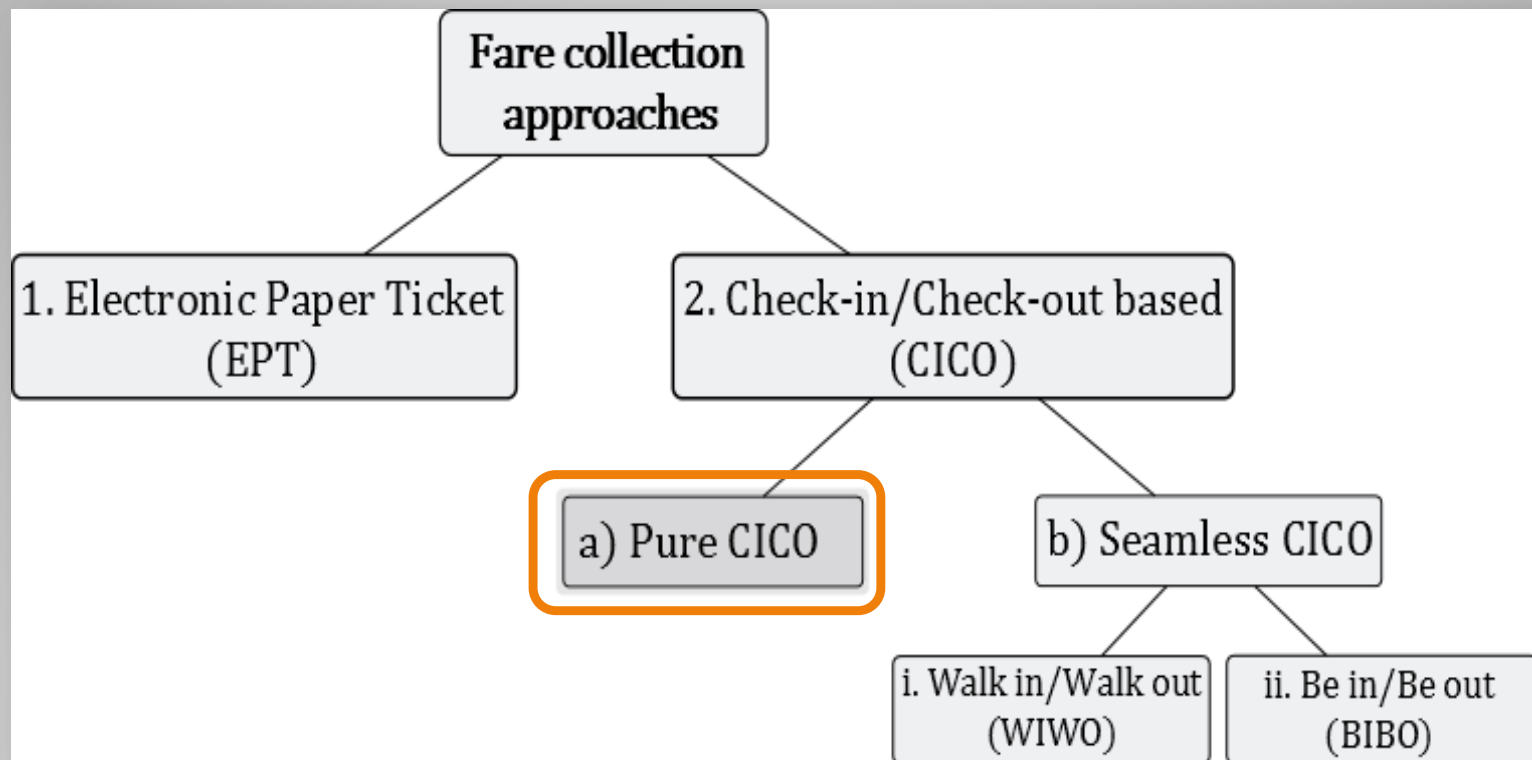 Fare collection
approaches
1. Electronic Paper Ticket
(EPT)
2. Check-in/Check-out based
(CICO)
a) Pure CICO
b) Seamless CICO
i. Walk in/Walk out
(WIWO)
ii. Be in/Be out
(BIBO)